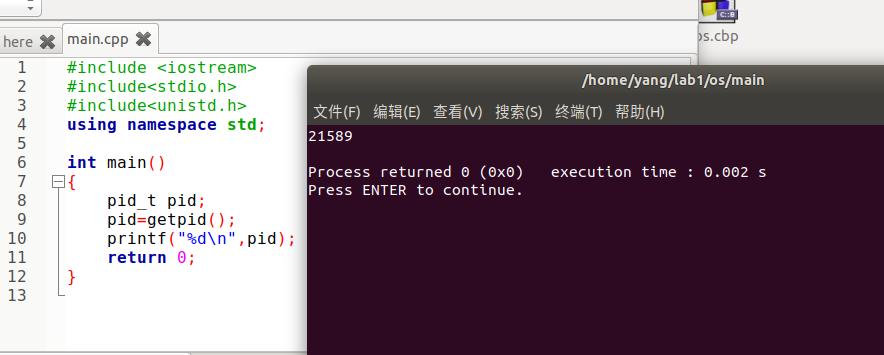 here
main.cpp
1 #include <iostream>
2 #include<stdio.h>
3 #include<unistd.h>
4 using namespace std;
5
6 int main()
7 {
8 pid_t pid;
9 pid=getpid();
10 printf("%d\n",pid);
11 return 0;
12 }
13
C::B
os.cbp
/home/yang/lab1/os/main
文件(F) 编辑(E) 查看(V) 搜索(S) 终端(T) 帮助(H)
21589
Process returned 0 (0x0) execution time : 0.002 s
Press ENTER to continue.